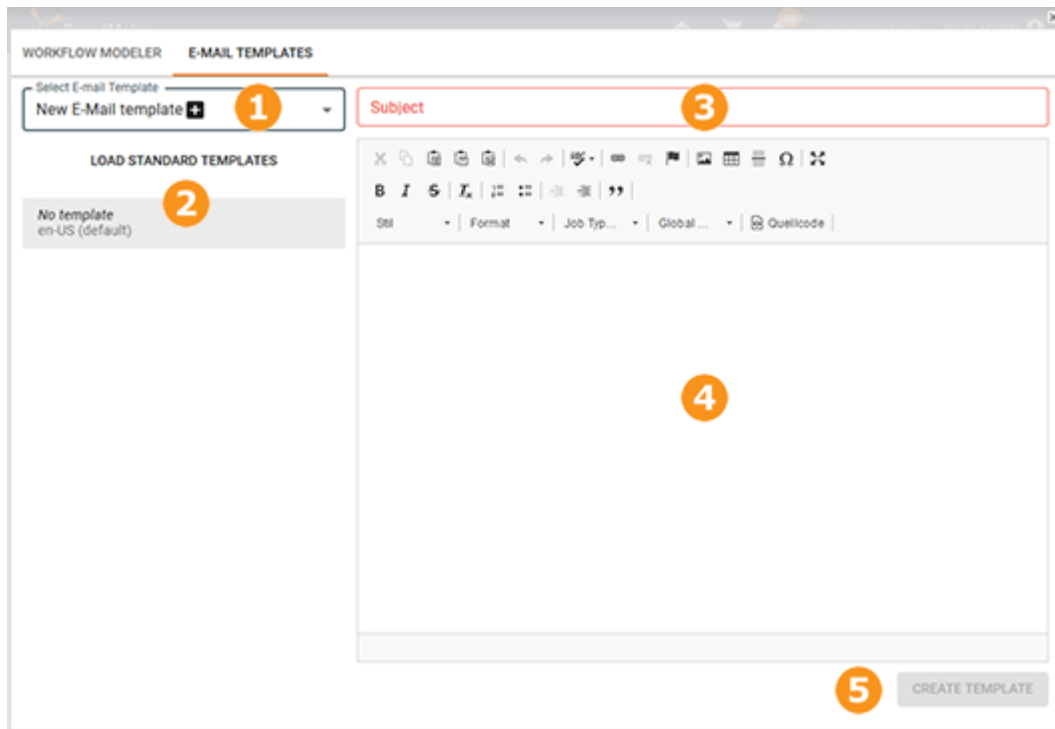 WORKFLOW MODELER E-MAIL TEMPLATES
Select E-mail Template
New E-Mail template
1
Subject
3
LOAD STANDARD TEMPLATES
2
No template
en-US (default)
B I S Ix
Stil Format Job Typ... Global ... Quellcode
4
5
CREATE TEMPLATE